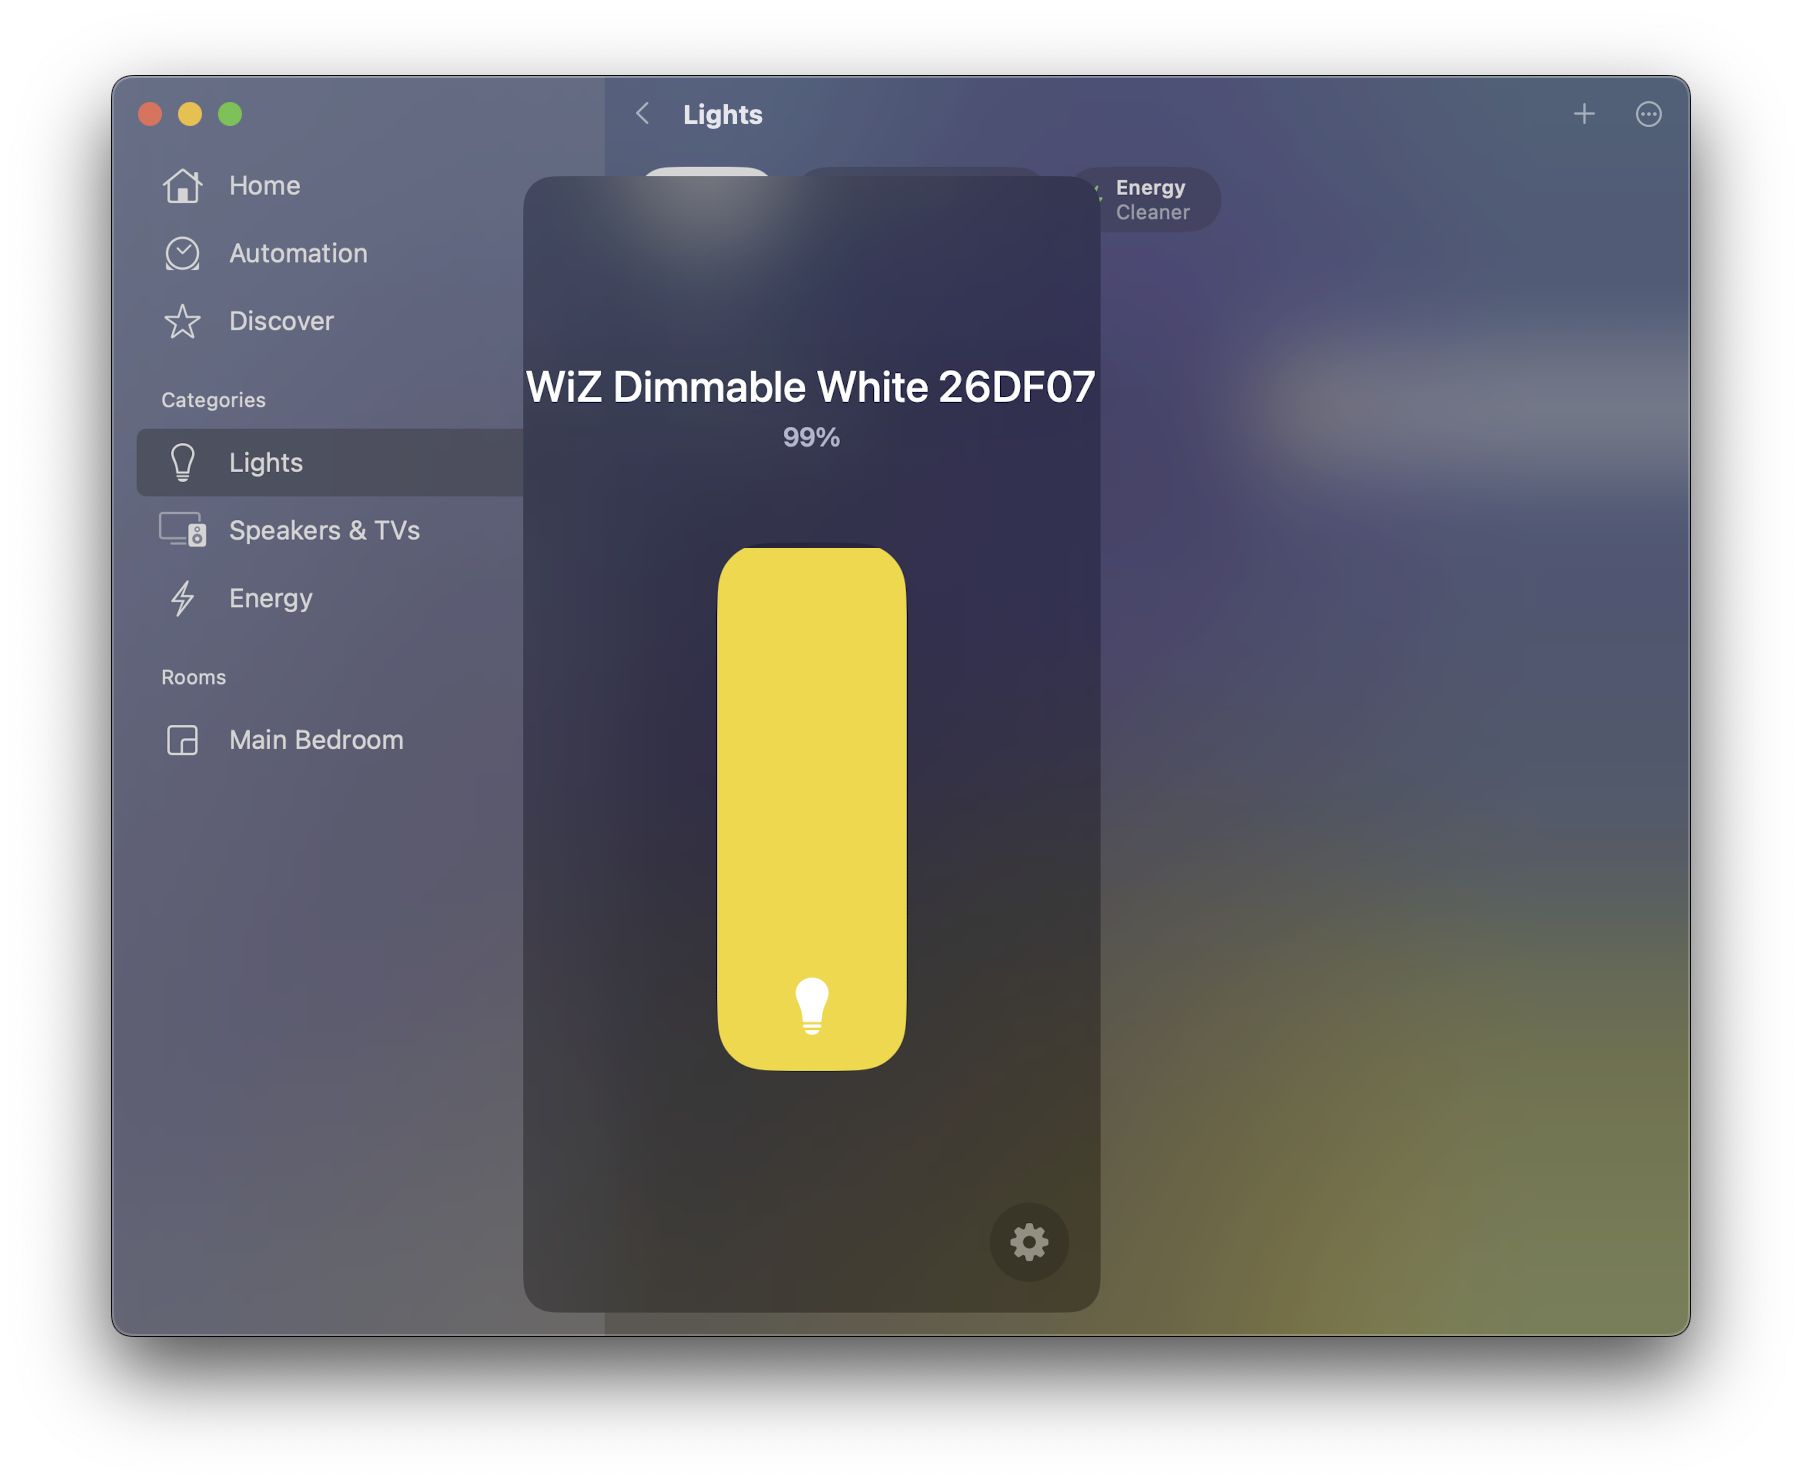 Home
Automation
Discover
Categories
Lights
Speakers & TVs
Energy
Rooms
Main Bedroom
Lights
Energy
Cleaner
WiZ Dimmable White 26DF07
99%